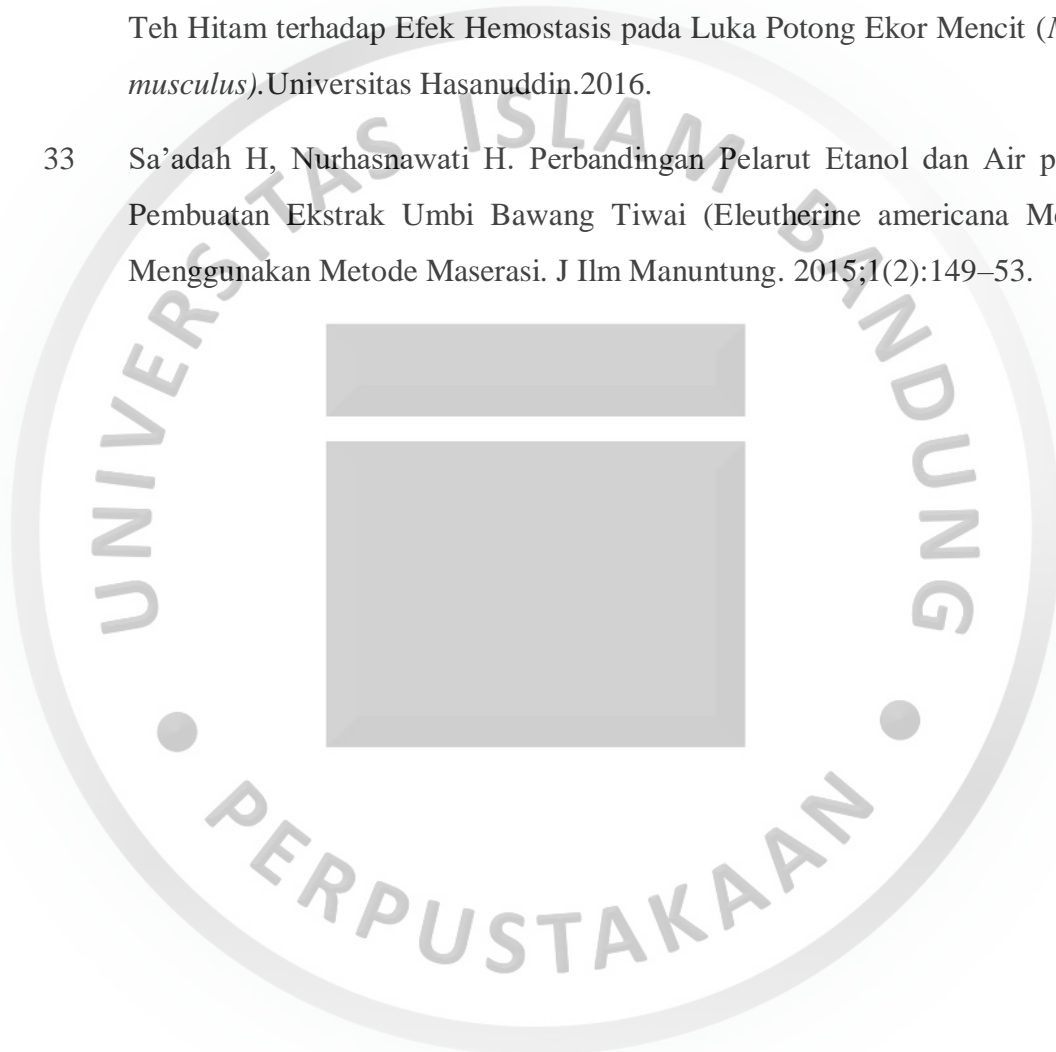 Teh Hitam terhadap Efek Hemostasis pada Luka Potong Ekor Mencit (
musculus).Universitas Hasanuddin.2016.
33 Sa’adah H, Nurhasnawati H. Perbandingan Pelarut Etanol dan Air p
Pembuatan Ekstrak Umbi Bawang Tiwai (Eleutherine americana M
Menggunakan Metode Maserasi. J Ilm Manuntung. 2015;1(2):149–53.
UNIVERSITAS ISLAM BANDUNG
• PERPUSTAKAAN •